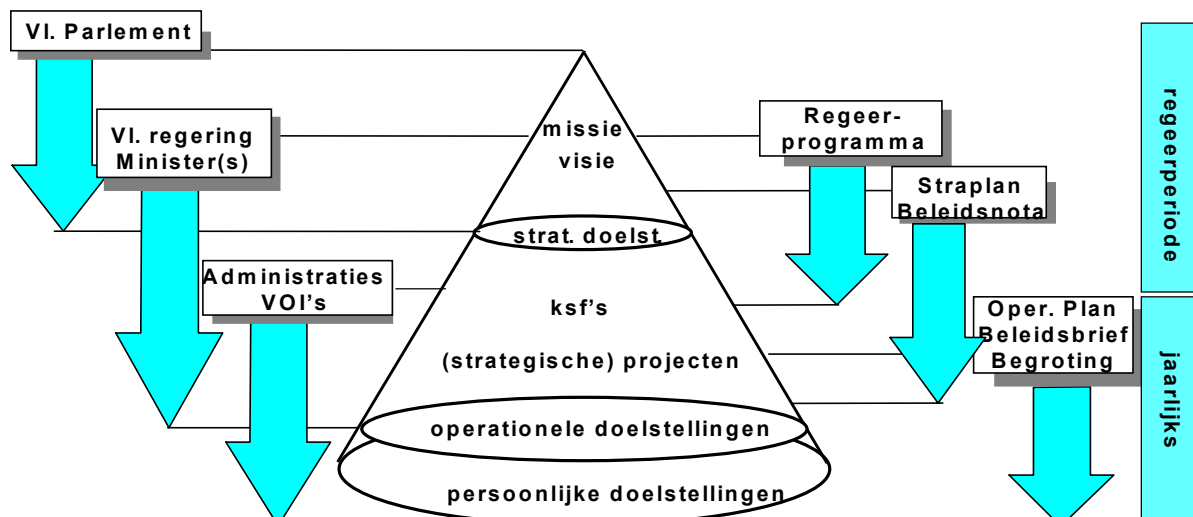 Vl. Parlement
Vl. regering
Minister(s)
Administraties
VOI's
missie
visie
strat. doelst.
ksf's
(strategische) projecten
operationele doelstellingen
persoonlijke doelstellingen
Regeer-
programma
Straplan
Beleidsnota
Oper. Plan
Beleidsbrief
Begroting
regeerperiode
jaarlijks